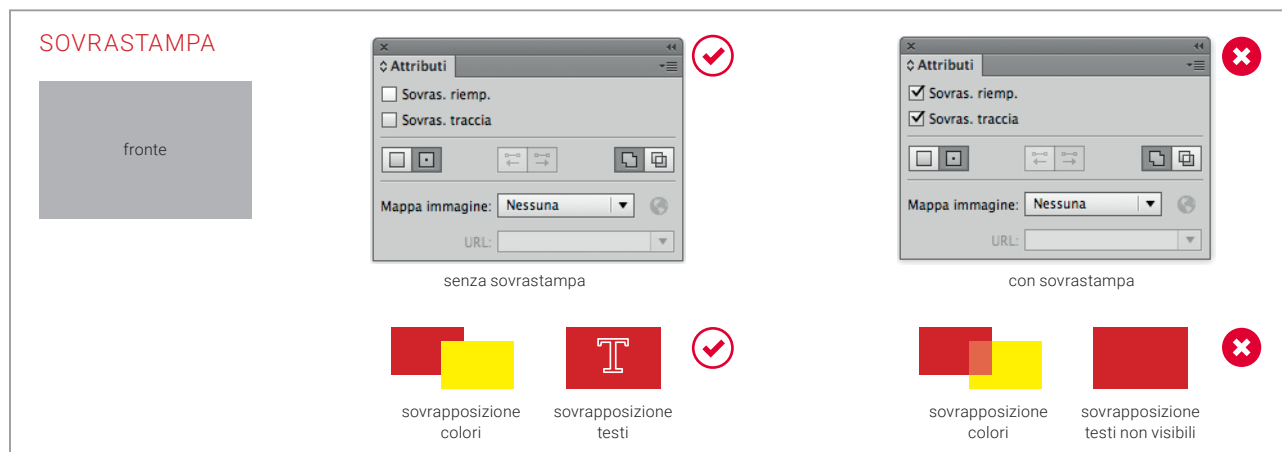 SOVRASTAMPA
fronte
Attributi
Sovras. riemp.
Sovras. traccia
Mappa immagine: Nessuna
URL:
senza sovrastampa
T
sovrapposizione
colori
sovrapposizione
testi
Attributi
Sovras. riemp.
Sovras. traccia
Mappa immagine: Nessuna
URL:
con sovrastampa
sovrapposizione
colori
sovrapposizione
testi non visibili